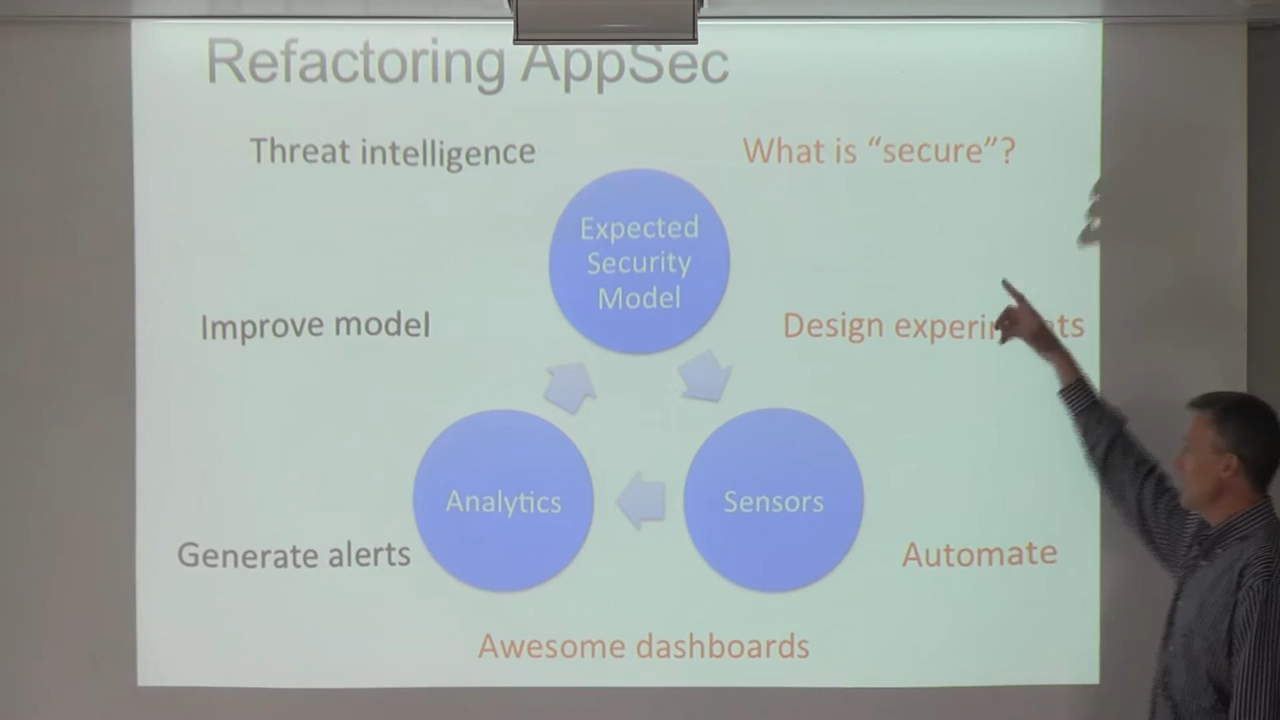 Refactoring AppSec
Threat intelligence
What is “secure”?
Expected
Security
Model
Improve model
Design experiments
Analytics
Sensors
Generate alerts
Automate
Awesome dashboards